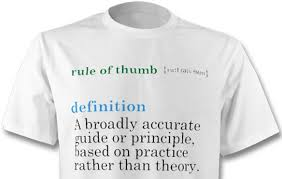 rule of thumb
definition
A broadly accurate
guide or principle,
based on practice
rather than theory.